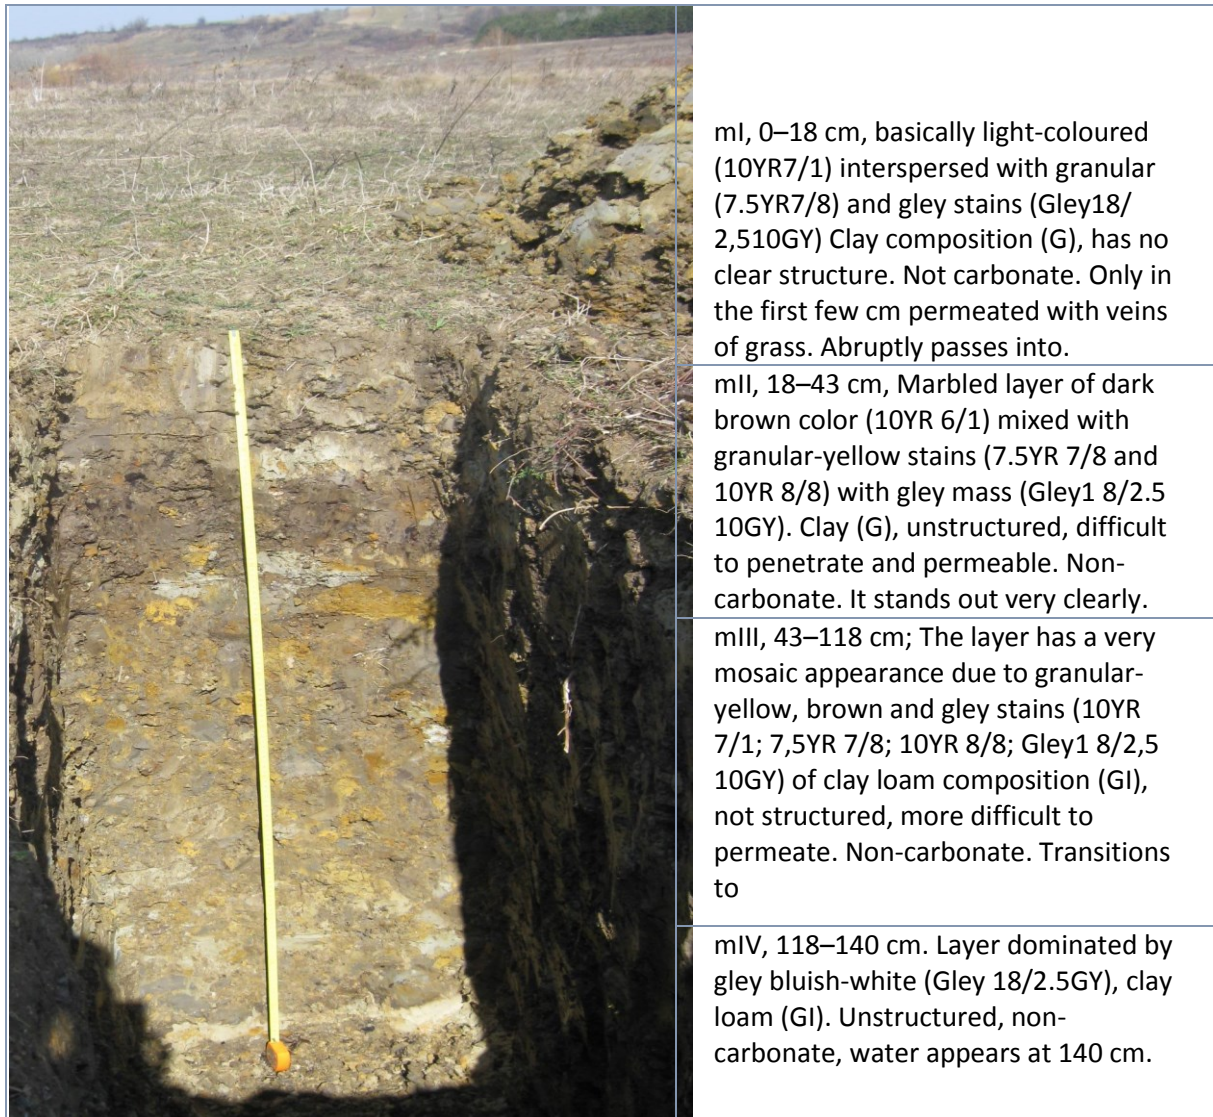 mI, 0–18 cm, basically light-coloured
(10YR7/1) interspersed with granular
(7.5YR7/8) and gley stains (Gley18/
2,510GY) Clay composition (G), has no
clear structure. Not carbonate. Only in
the first few cm permeated with veins
of grass. Abruptly passes into.
mII, 18–43 cm, Marbled layer of dark
brown color (10YR 6/1) mixed with
granular-yellow stains (7.5YR 7/8 and
10YR 8/8) with gley mass (Gley1 8/2.5
10GY). Clay (G), unstructured, difficult
to penetrate and permeable. Non-
carbonate. It stands out very clearly.
mIII, 43–118 cm; The layer has a very
mosaic appearance due to granular-
yellow, brown and gley stains (10YR
7/1; 7,5YR 7/8; 10YR 8/8; Gley1 8/2,5
10GY) of clay loam composition (GI),
not structured, more difficult to
permeate. Non-carbonate. Transitions
to
mIV, 118–140 cm. Layer dominated by
gley bluish-white (Gley 18/2.5GY), clay
loam (GI). Unstructured, non-
carbonate, water appears at 140 cm.